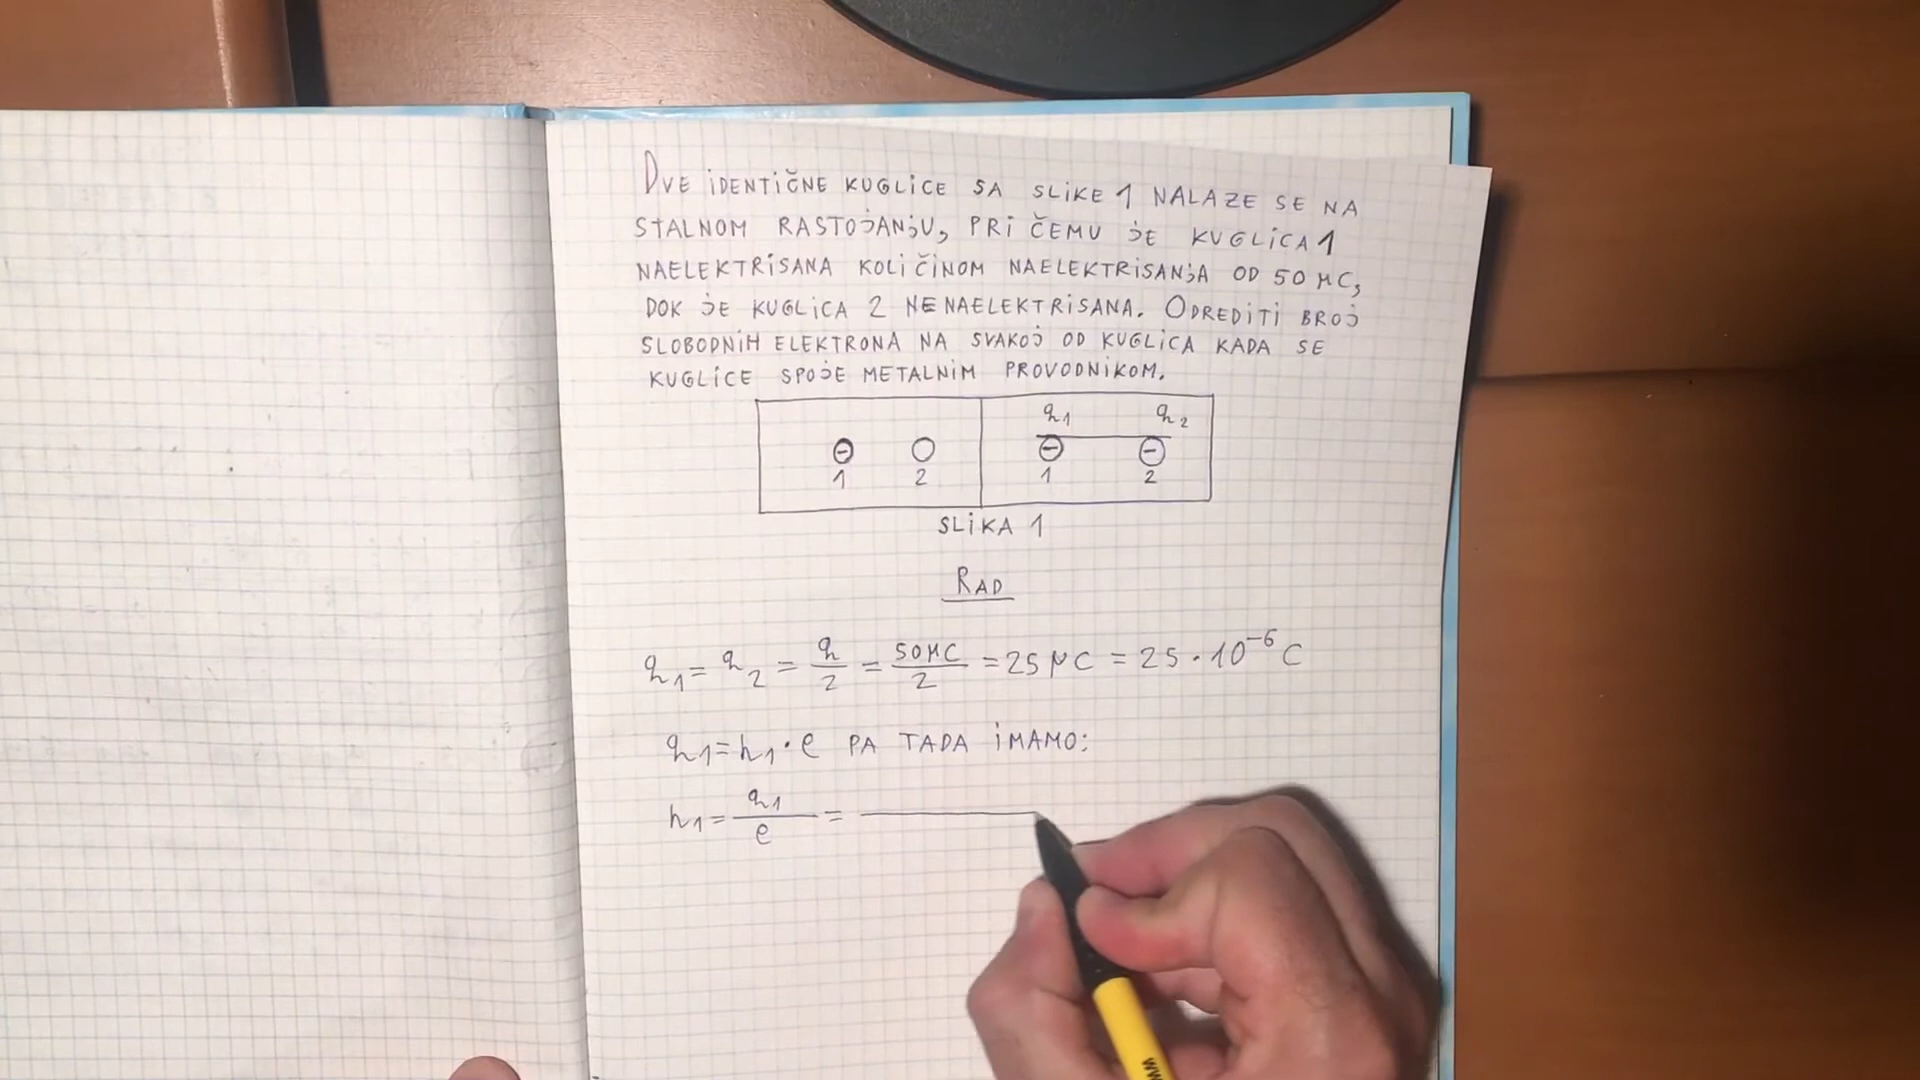 DVE IDENTIČNE KUGLICE SA SLIKE 1 NALAZE SE NA
STALNOM RASTOJANJU, PRI ČEMU JE KUGLICA 1
NAELEKTRISANA KOLIČINOM NAELEKTRISANJA OD 50 μC,
DOK JE KUGLICA 2 NENAELEKTRISANA. ODREDITI BROJ
SLOBODNIH ELEKTRONA NA SVAKOJ OD KUGLICA KADA SE
KUGLICE SPOJE METALNIM PROVODNIKOM.
q₁ q₂
⊖ ○ ⊖ ⊖
1 2 1 2
SLIKA 1
RAD
q₁ = q₂ = q/2 = 50μC/2 = 25μC = 25·10⁻⁶ C
q₁ = n₁·e PA TADA IMAMO:
n₁ = q₁/e =